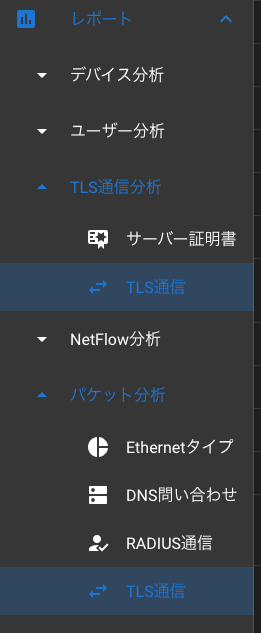 レポート
デバイス分析
ユーザー分析
TLS通信分析
サーバー証明書
TLS通信
NetFlow分析
パケット分析
Ethernetタイプ
DNS問い合わせ
RADIUS通信
TLS通信